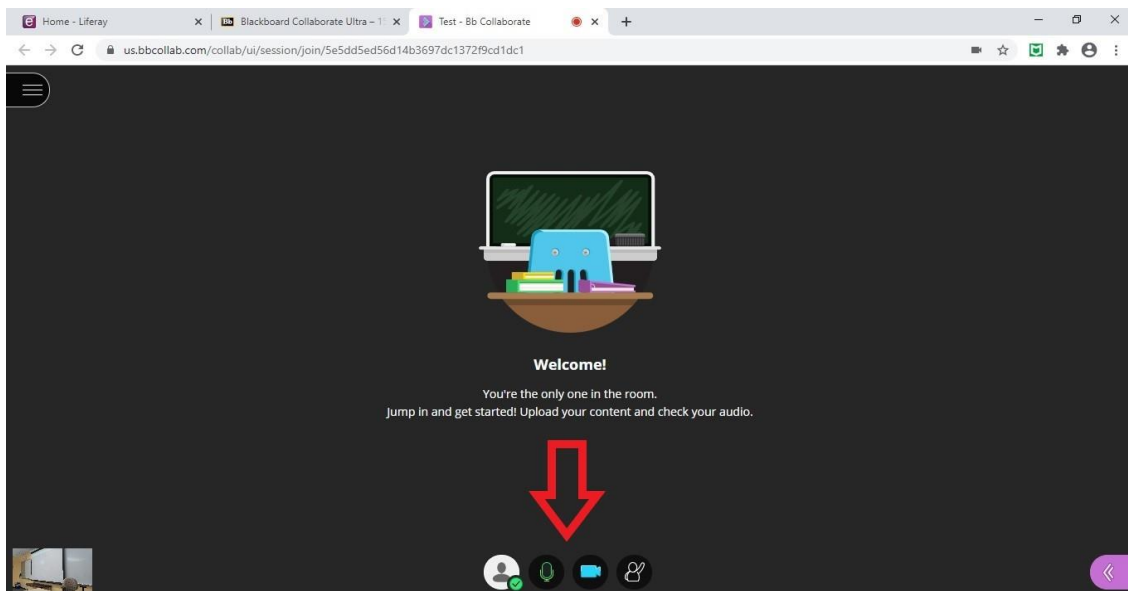 Home - Liferay
Bb Blackboard Collaborate Ultra – 1
Test - Bb Collaborate
us.bbcollab.com/collab/ui/session/join/5e5dd5ed56d14b3697dc1372f9cd1dc1
Welcome!
You're the only one in the room.
Jump in and get started! Upload your content and check your audio.